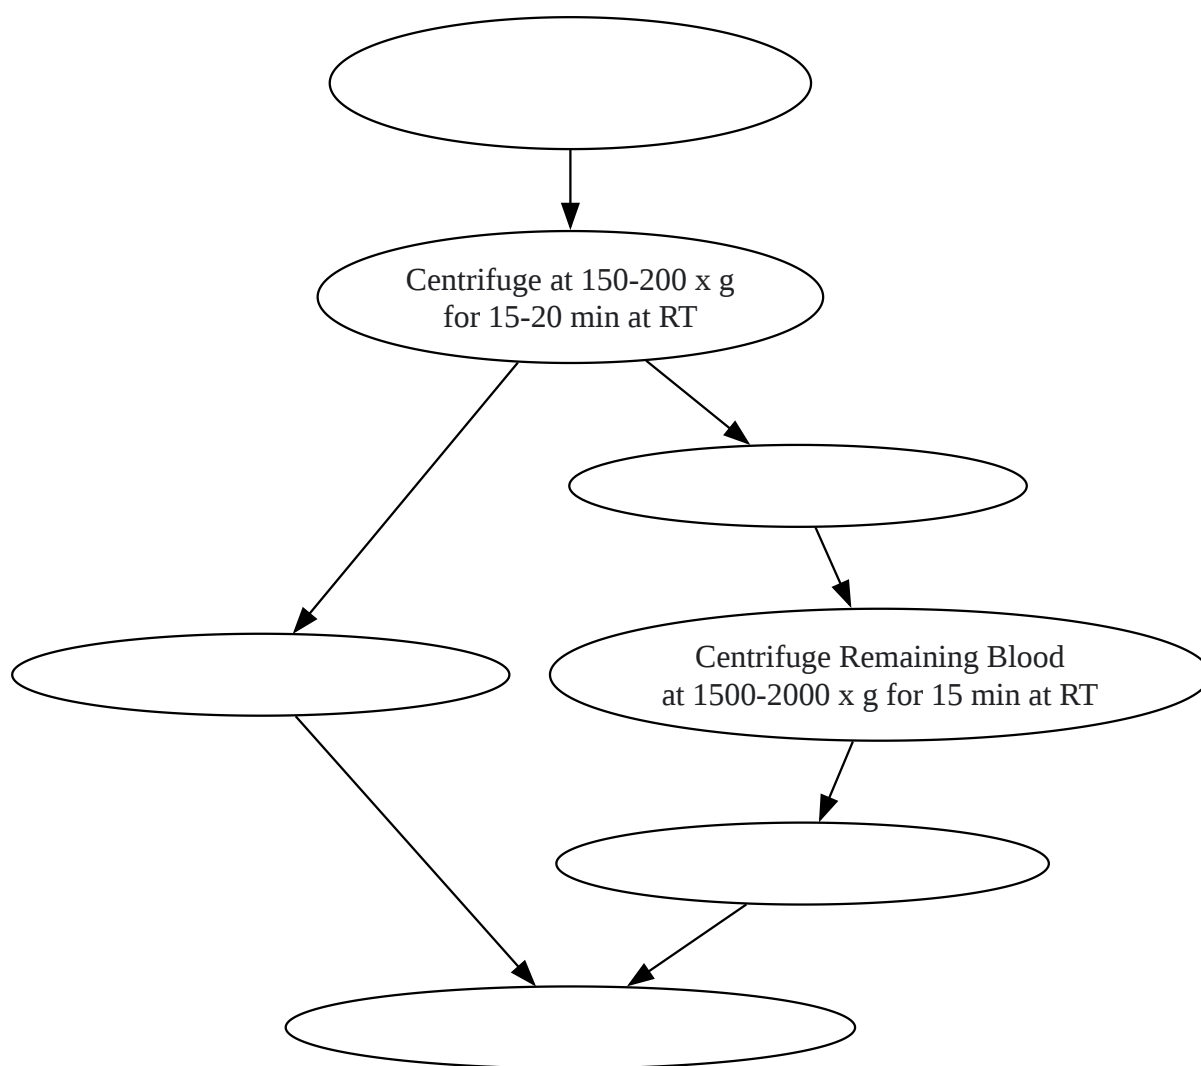 Centrifuge at 150-200 x g
for 15-20 min at RT
Centrifuge Remaining Blood
at 1500-2000 x g for 15 min at RT